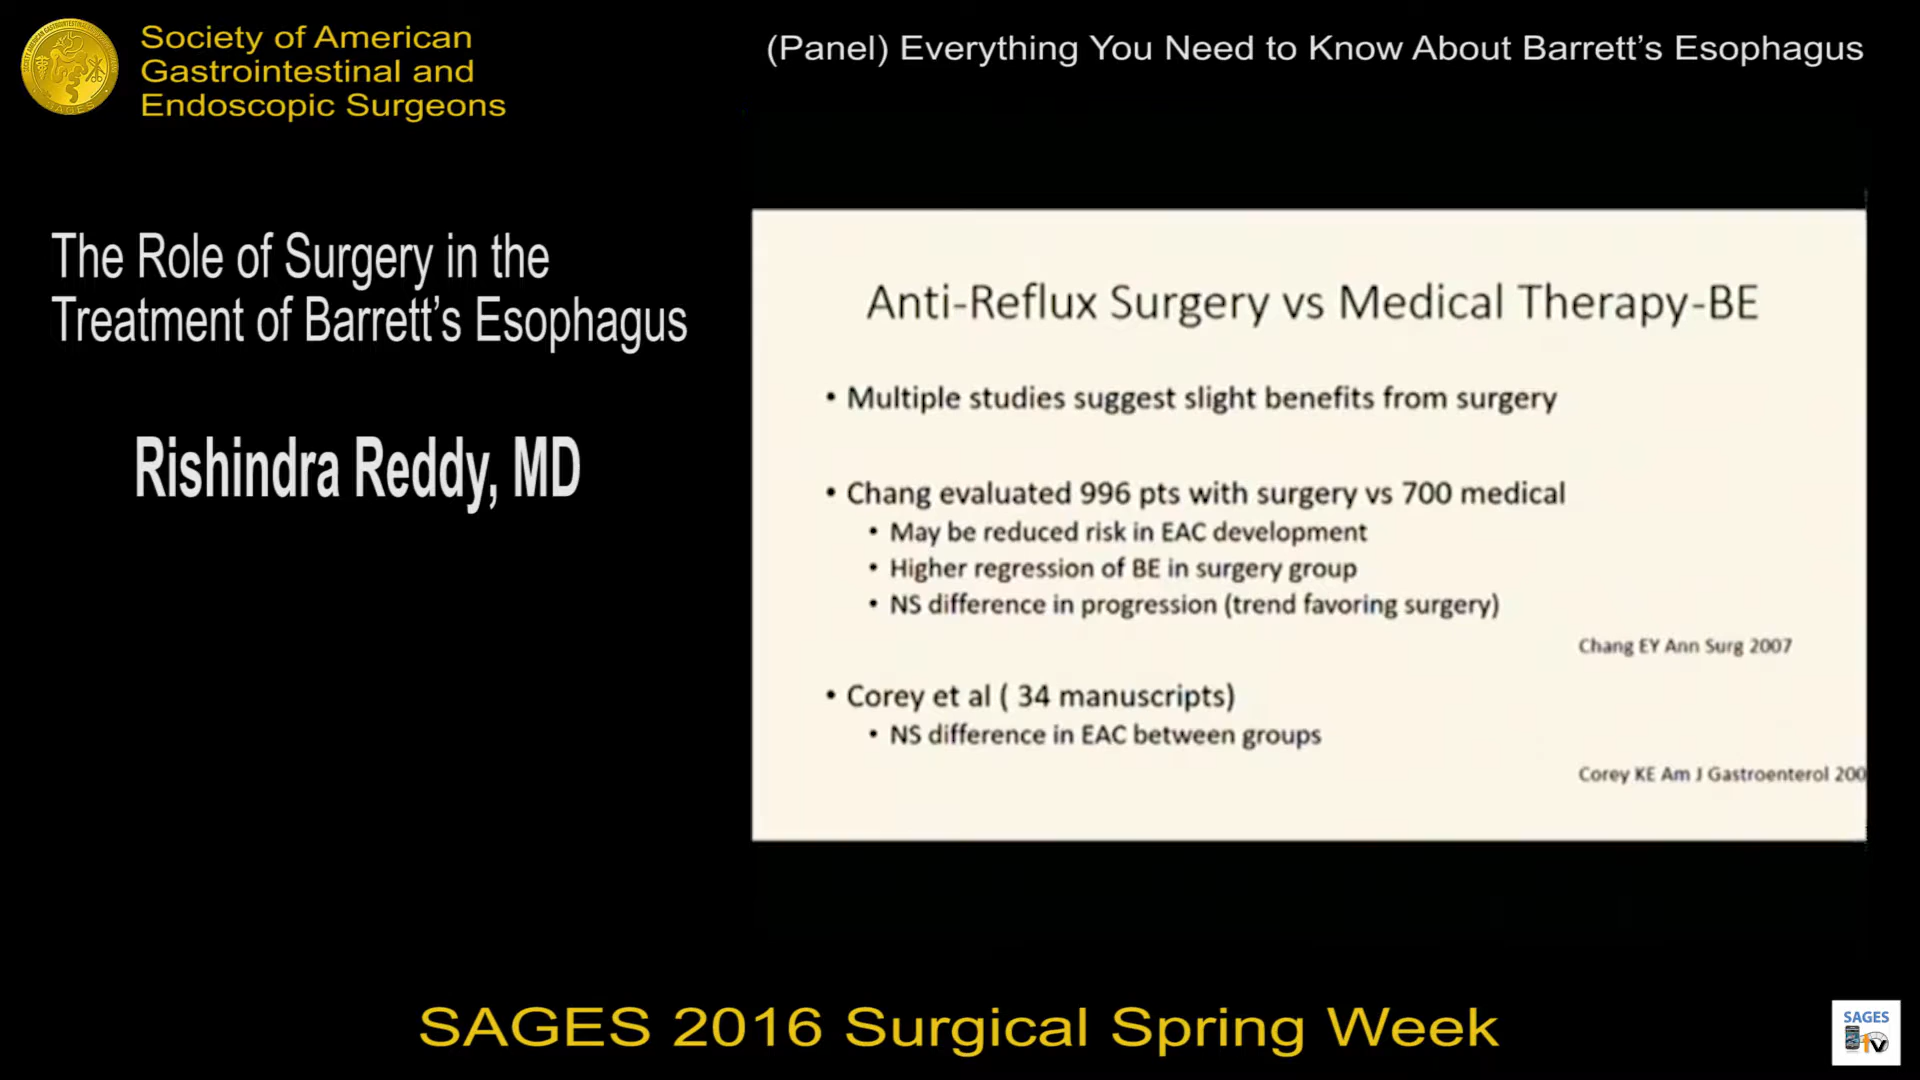 Society of American
Gastrointestinal and
Endoscopic Surgeons
(Panel) Everything You Need to Know About Barrett’s Esophagus
The Role of Surgery in the
Treatment of Barrett’s Esophagus
Rishindra Reddy, MD
Anti-Reflux Surgery vs Medical Therapy-BE
• Multiple studies suggest slight benefits from surgery
• Chang evaluated 996 pts with surgery vs 700 medical
• May be reduced risk in EAC development
• Higher regression of BE in surgery group
• NS difference in progression (trend favoring surgery)
Chang EY Ann Surg 2007
• Corey et al ( 34 manuscripts)
• NS difference in EAC between groups
Corey KE Am J Gastroenterol 200
SAGES 2016 Surgical Spring Week
SAGES
TV